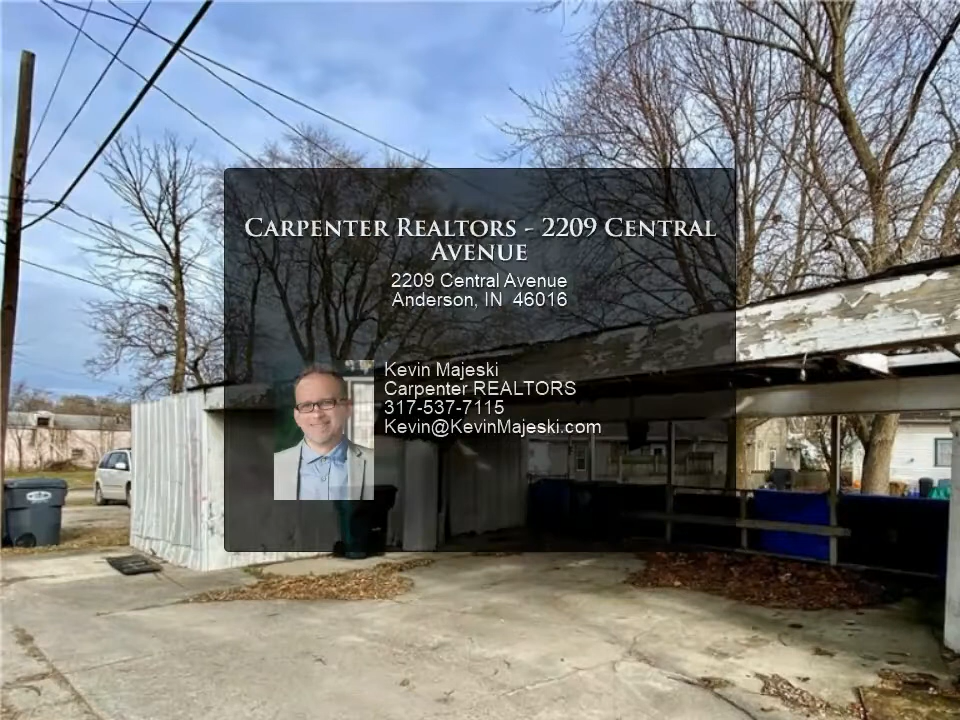 Carpenter Realtors - 2209 Central
Avenue
2209 Central Avenue
Anderson, IN 46016
Kevin Majeski
Carpenter REALTORS
317-537-7115
Kevin@KevinMajeski.com